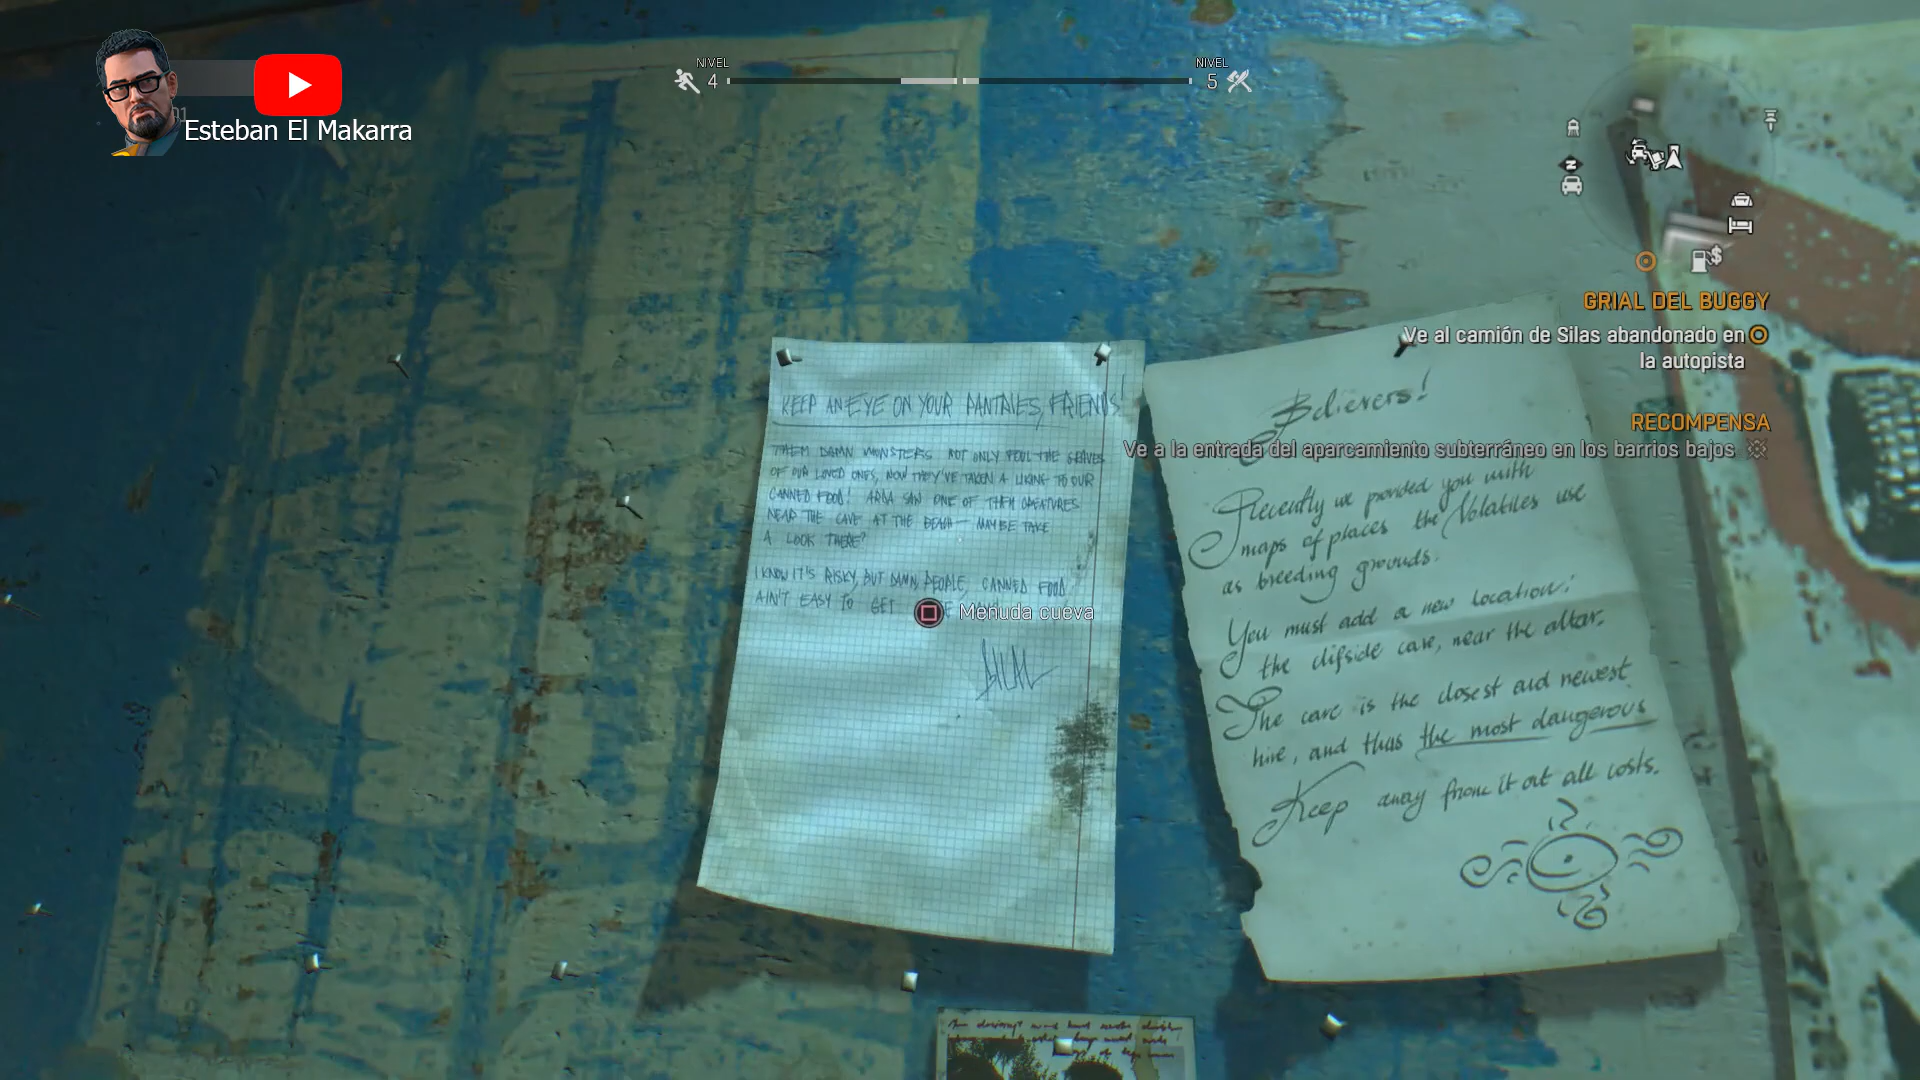 Esteban El Makarra
NIVEL
4
NIVEL
5
N
$
GRIAL DEL BUGGY
Ve al camión de Silas abandonado en
la autopista
RECOMPENSA
Ve a la entrada del aparcamiento subterráneo en los barrios bajos
KEEP AN EYE ON YOUR PANTRIES, FRIENDS!
THEM DAMN MONSTERS NOT ONLY THE GRAVES
OF OUR LOVED ONES, NOW THEY'VE TAKEN A LIKING TO OUR
CANNED FOOD! ARDA SAW ONE OF THEM CREATURES
NEAR THE CAVE AT THE BEACH - MAYBE TAKE
A LOOK THERE?
I KNOW IT'S RISKY, BUT DAMN, PEOPLE, CANNED FOOD
AIN'T EASY TO GET
Menuda cueva
BILAL
Believers!
Recently we provided you with
maps of places the Volatiles use
as breeding grounds.
You must add a new location:
the clifside cave, near the altar.
The cave is the closest and newest
hive, and thus the most dangerous
Keep away from it at all costs.